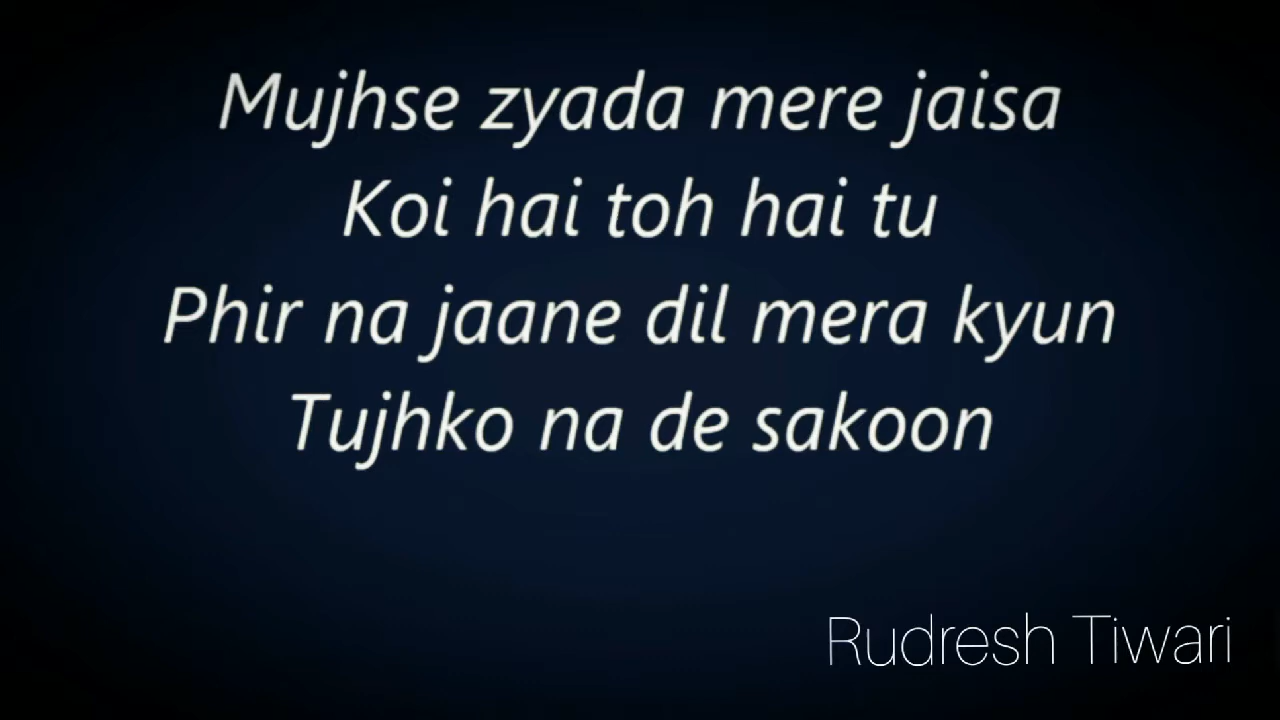 Mujhse zyada mere jaisa
Koi hai toh hai tu
Phir na jaane dil mera kyun
Tujhko na de sakoon
Rudresh Tiwari